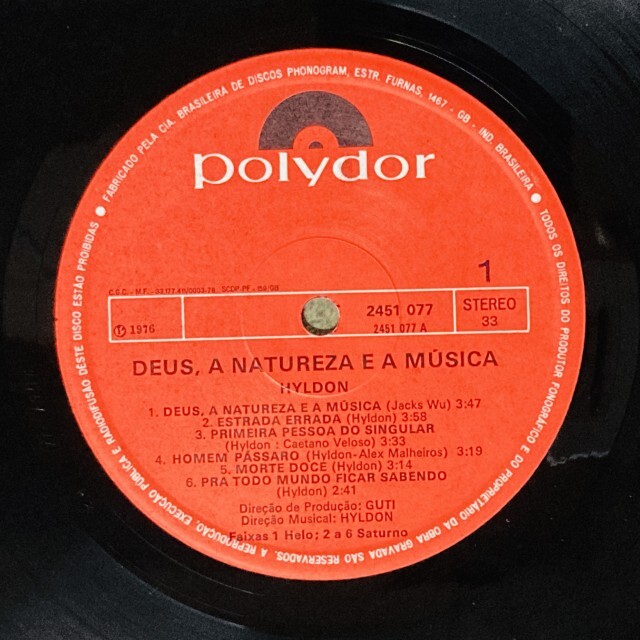 FABRICADO PELA CIA. BRASILEIRA DE DISCOS PHONOGRAM, ESTR. FURNAS, 1467 - GB - IND. BRASILEIRA
TODOS OS DIREITOS DO PRODUTOR FONOGRÁFICO E DO PROPRIETÁRIO DA OBRA GRAVADA SÃO RESERVADOS. A REPRODUÇÃO, EXECUÇÃO PÚBLICA E RADIODIFUSÃO DESTE DISCO ESTÃO PROIBIDAS
polydor
1
SCDP-PF - 159/GB
Ⓟ 1976
2451 077
2451 077 A
STEREO
33
DEUS, A NATUREZA E A MÚSICA
HYLDON
1. DEUS, A NATUREZA E A MÚSICA (Jacks Wu) 3:47
2. ESTRADA ERRADA (Hyldon) 3:58
3. PRIMEIRA PESSOA DO SINGULAR
(Hyldon : Caetano Veloso) 3:33
4. HOMEM PÁSSARO (Hyldon-Alex Malheiros) 3:19
5. MORTE DOCE (Hyldon) 3:14
6. PRA TODO MUNDO FICAR SABENDO
(Hyldon) 2:41
Direção de Produção: GUTI
Direção Musical: HYLDON
Faixas 1 Helo; 2 a 6 Saturno